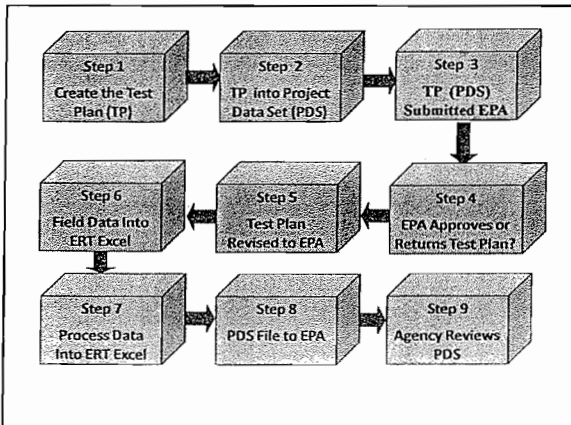 Step 1
Create the Test
Plan (TP)
Step 2
TP into Project
Data Set (PDS)
Step 3
TP (PDS)
Submitted EPA
Step 4
EPA Approves or
Returns Test Plan?
Step 5
Test Plan
Revised to EPA
Step 6
Field Data Into
ERT Excel
Step 7
Process Data
Into ERT Excel
Step 8
PDS File to EPA
Step 9
Agency Reviews
PDS